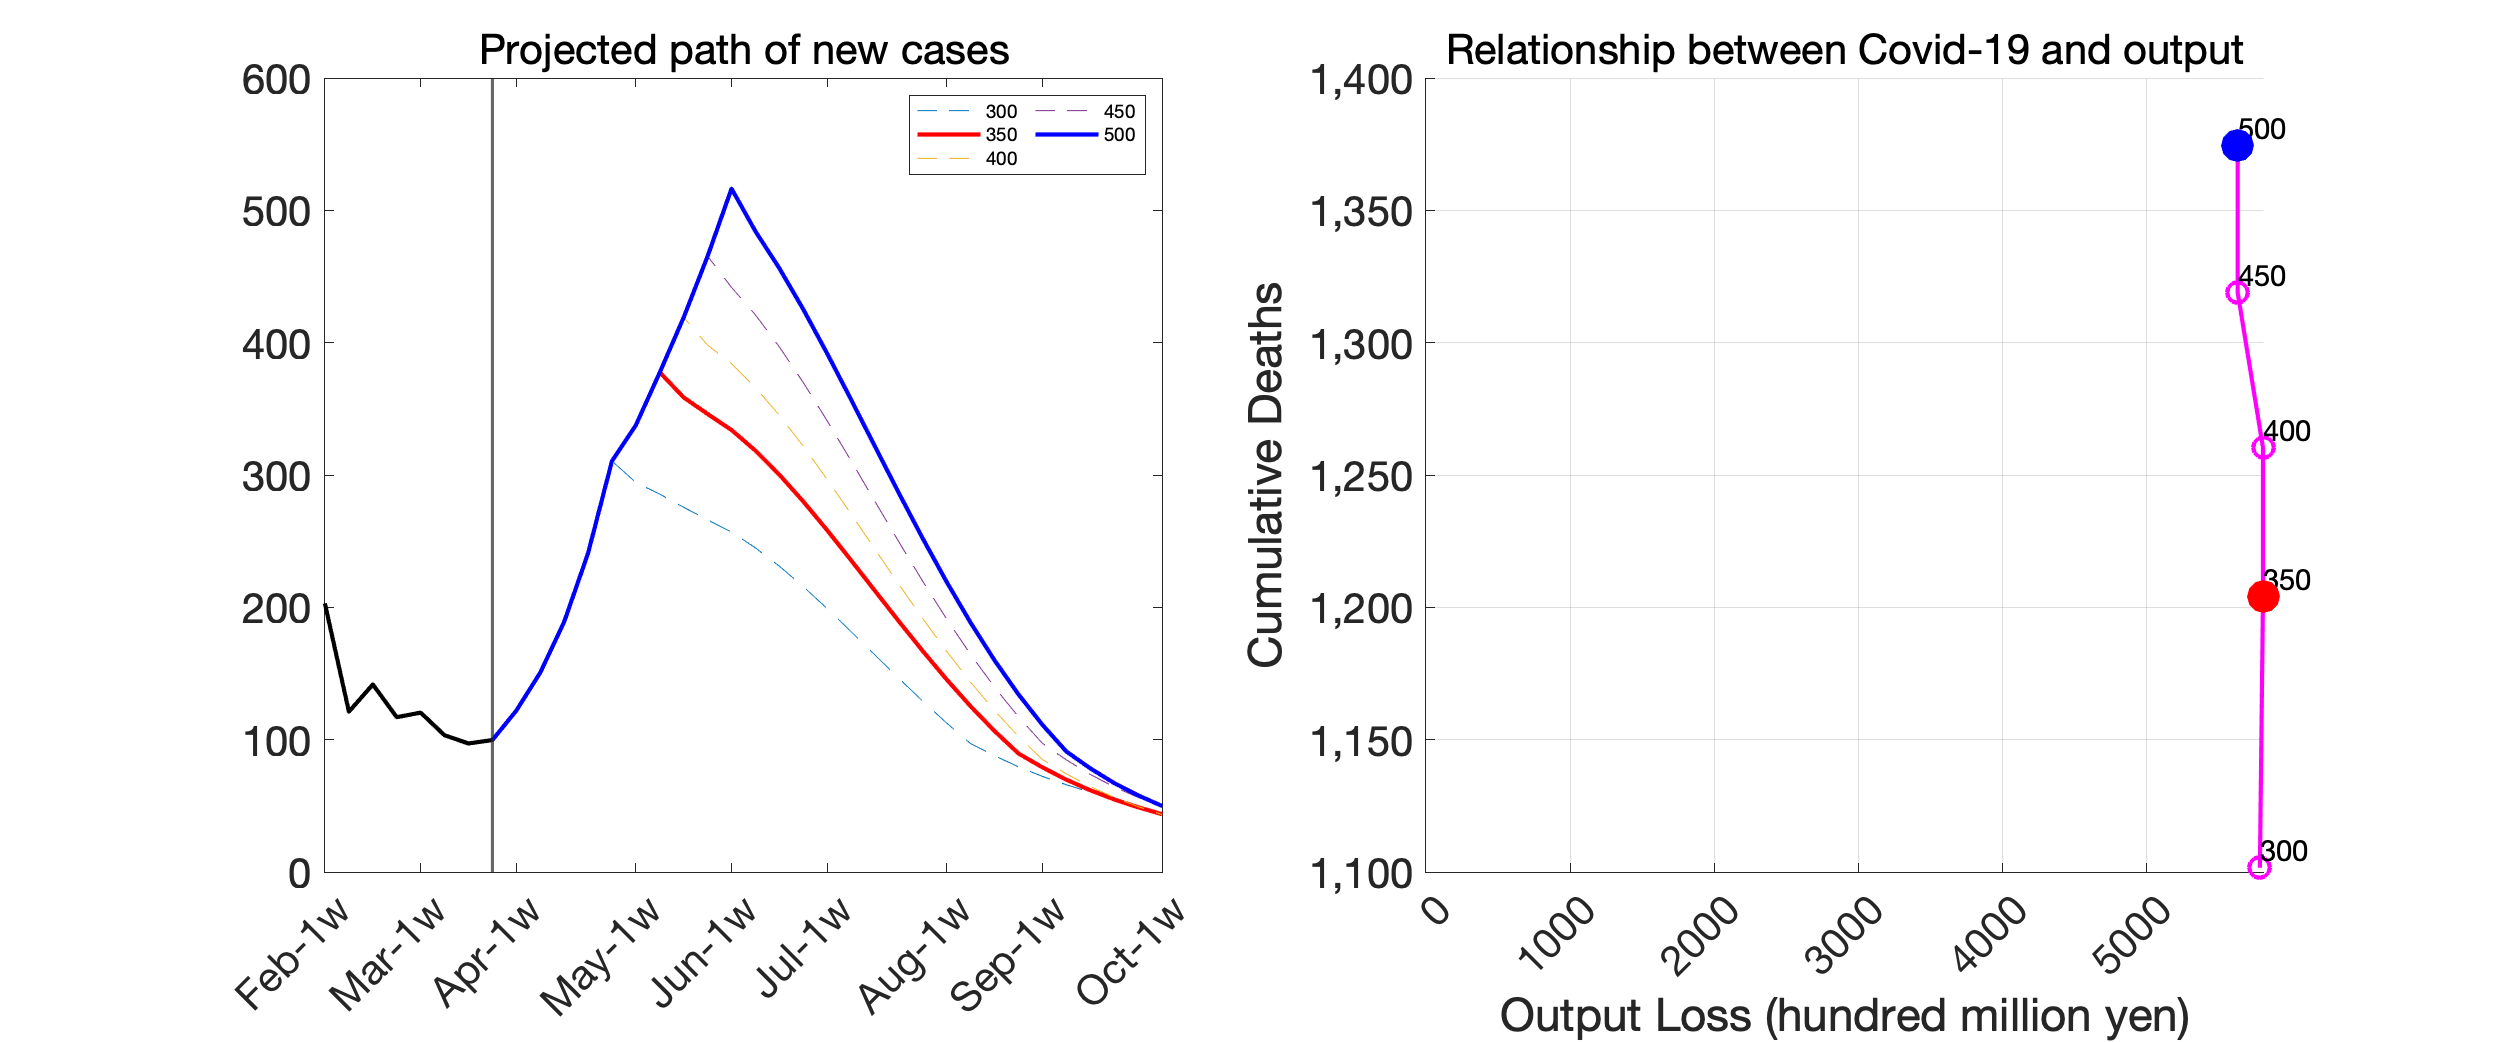 Projected path of new cases
600
500
400
300
200
100
0
300
450
350
500
400
Feb-1w
Mar-1w
Apr-1w
May-1w
Jun-1w
Jul-1w
Aug-1w
Sep-1w
Oct-1w
Relationship between Covid-19 and output
Cumulative Deaths
1,400
1,350
1,300
1,250
1,200
1,150
1,100
500
450
400
350
300
0
1000
2000
3000
4000
5000
Output Loss (hundred million yen)